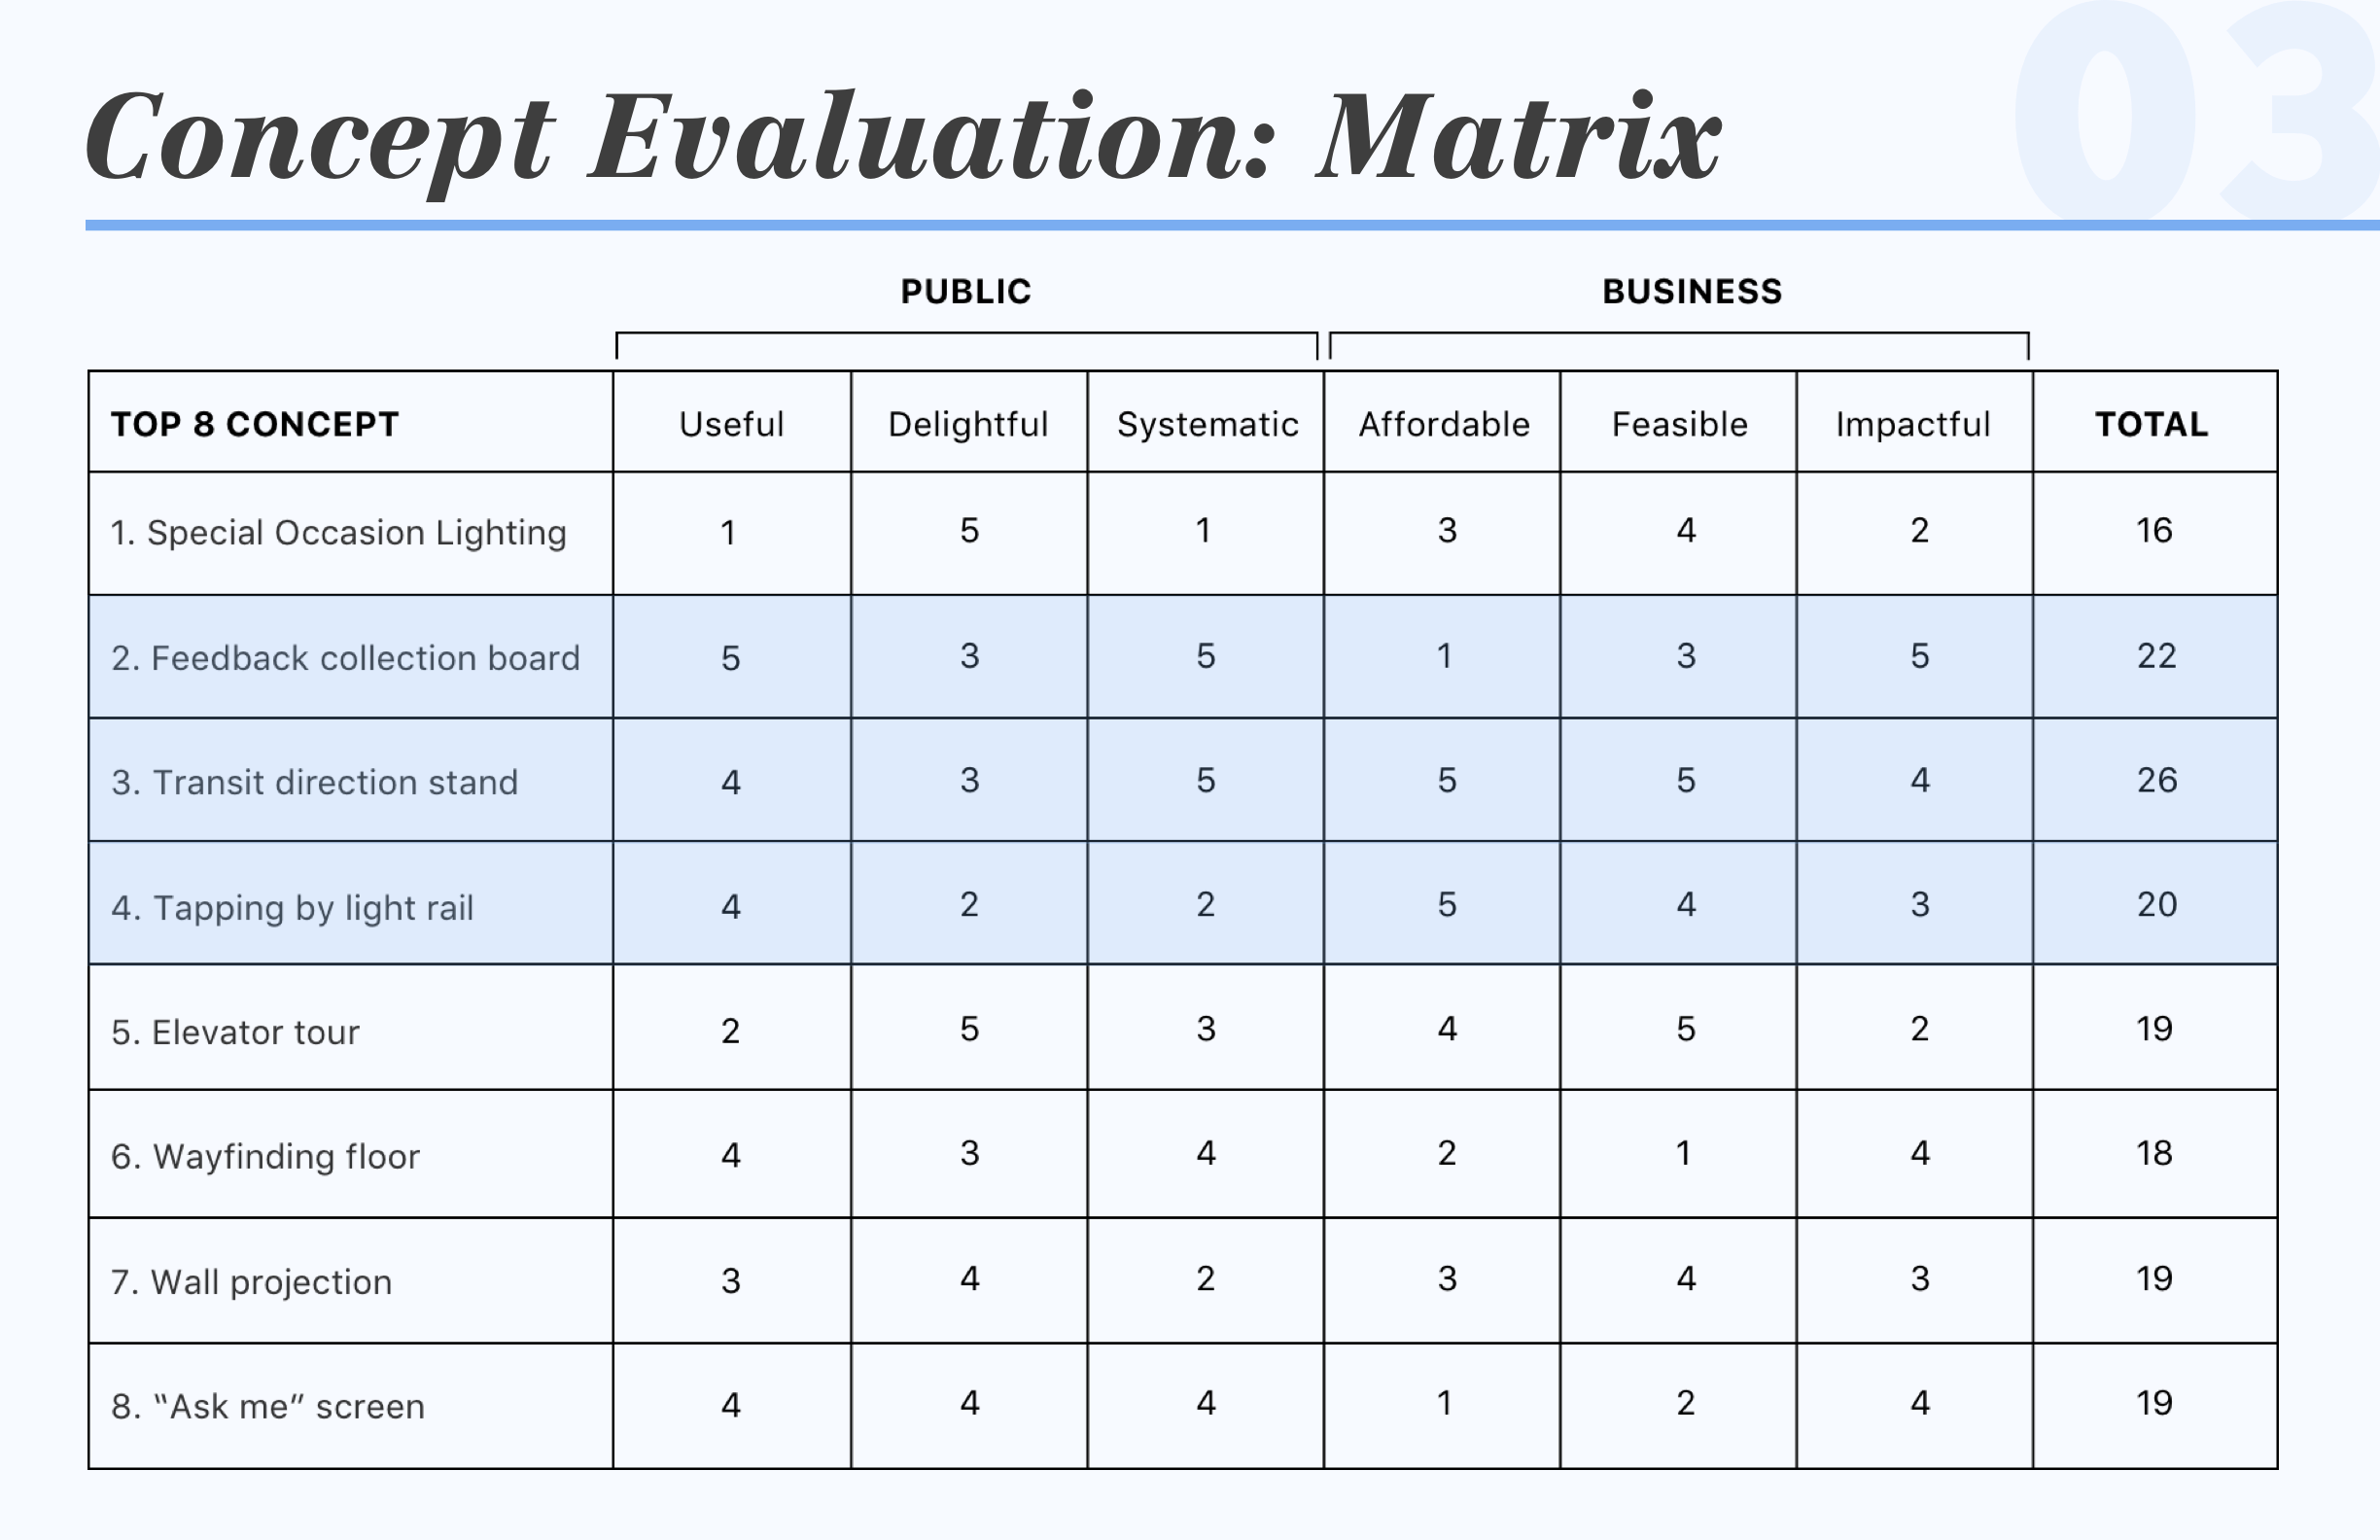 03
Concept Evaluation: Matrix
PUBLIC BUSINESS
TOP 8 CONCEPT Useful Delightful Systematic Affordable Feasible Impactful TOTAL
1. Special Occasion Lighting 1 5 1 3 4 2 16
2. Feedback collection board 5 3 5 1 3 5 22
3. Transit direction stand 4 3 5 5 5 4 26
4. Tapping by light rail 4 2 2 5 4 3 20
5. Elevator tour 2 5 3 4 5 2 19
6. Wayfinding floor 4 3 4 2 1 4 18
7. Wall projection 3 4 2 3 4 3 19
8. “Ask me” screen 4 4 4 1 2 4 19